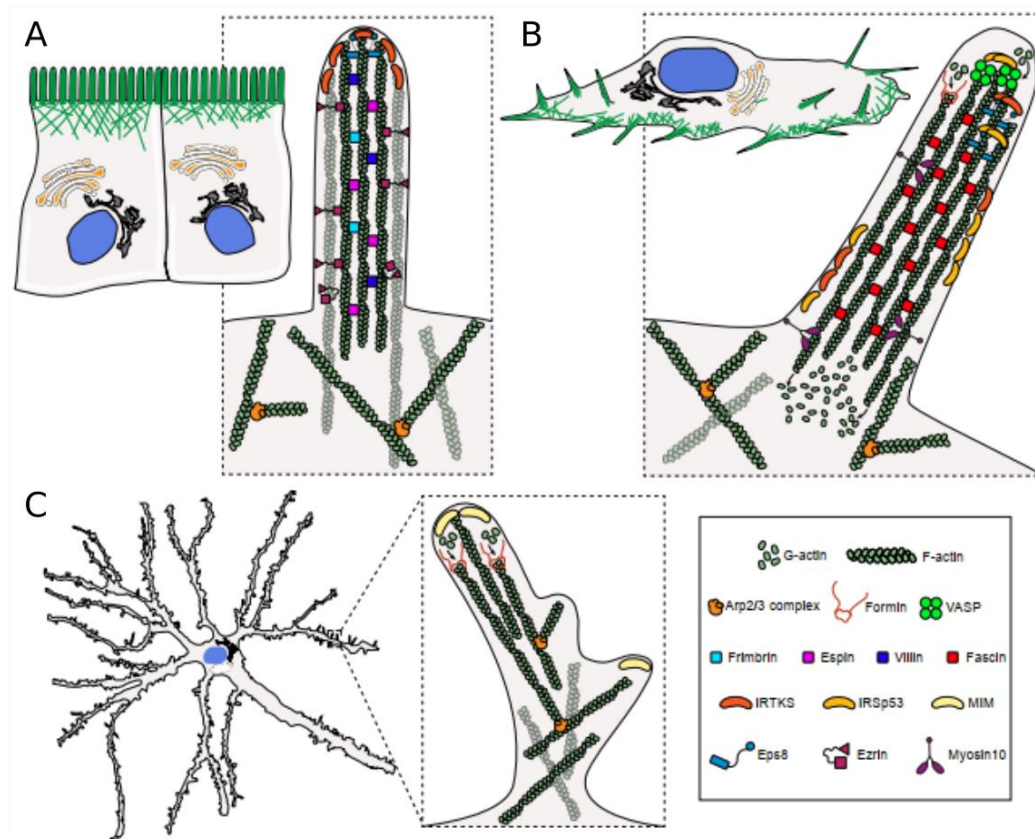 A
B
C
G-actin F-actin
Arp2/3 complex Formin VASP
Frimbrin Espin Villin Fascin
IRTKS IRSp53 MIM
Eps8 Ezrin Myosin10